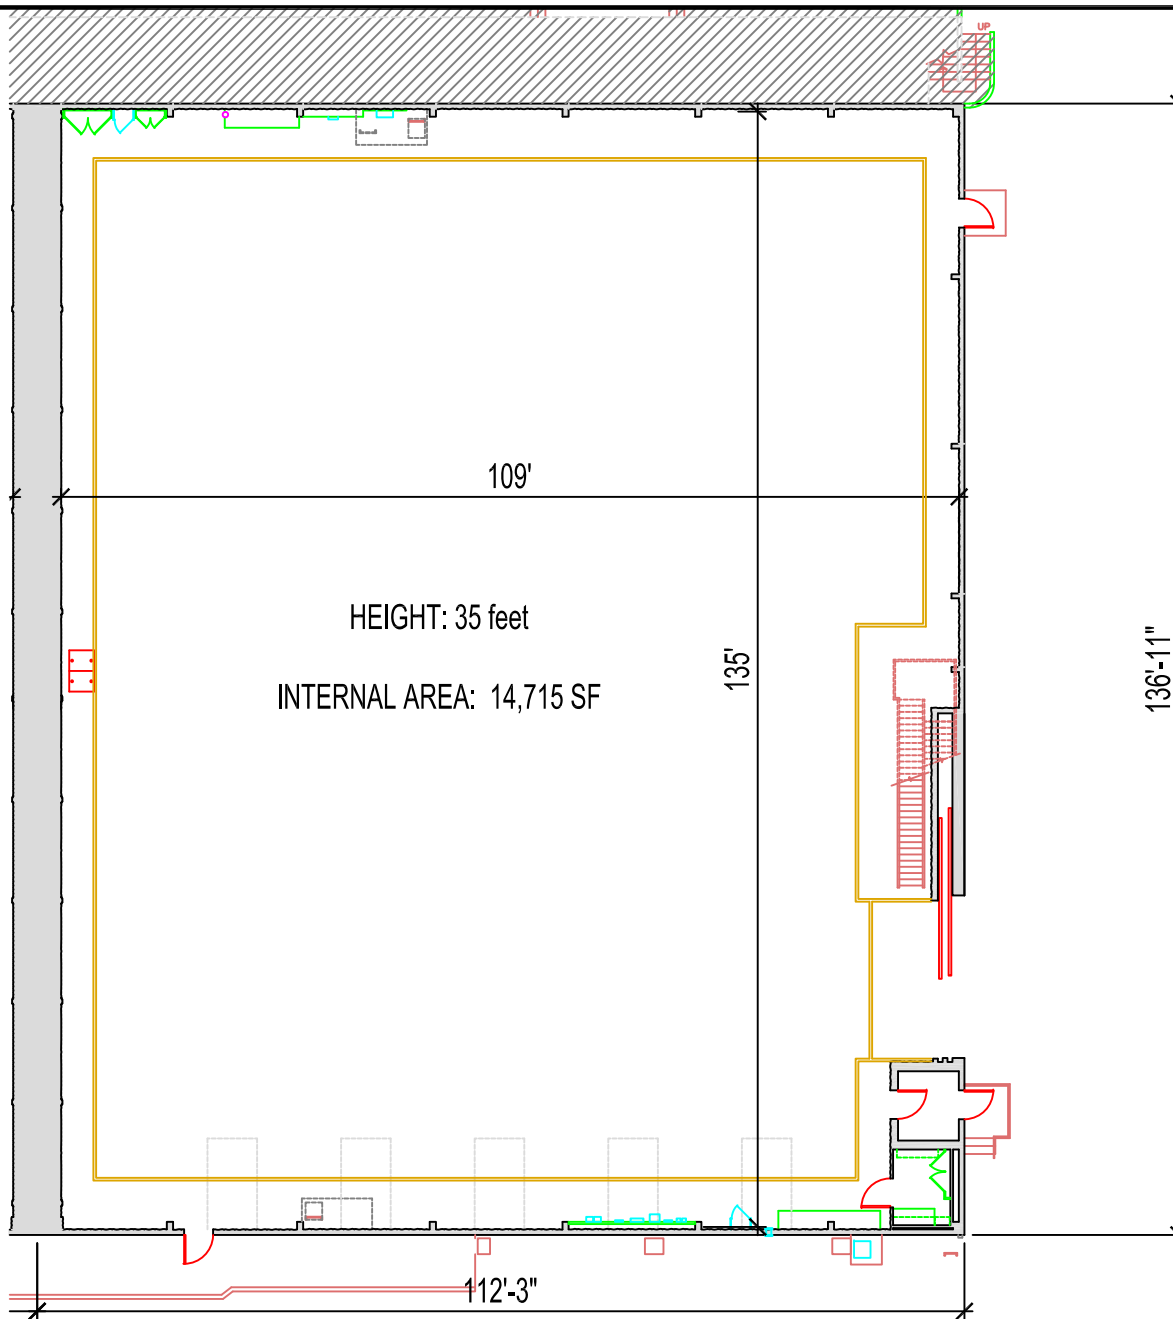 UP
109'
HEIGHT: 35 feet
135'
136'-11"
INTERNAL AREA: 14,715 SF
112'-3"